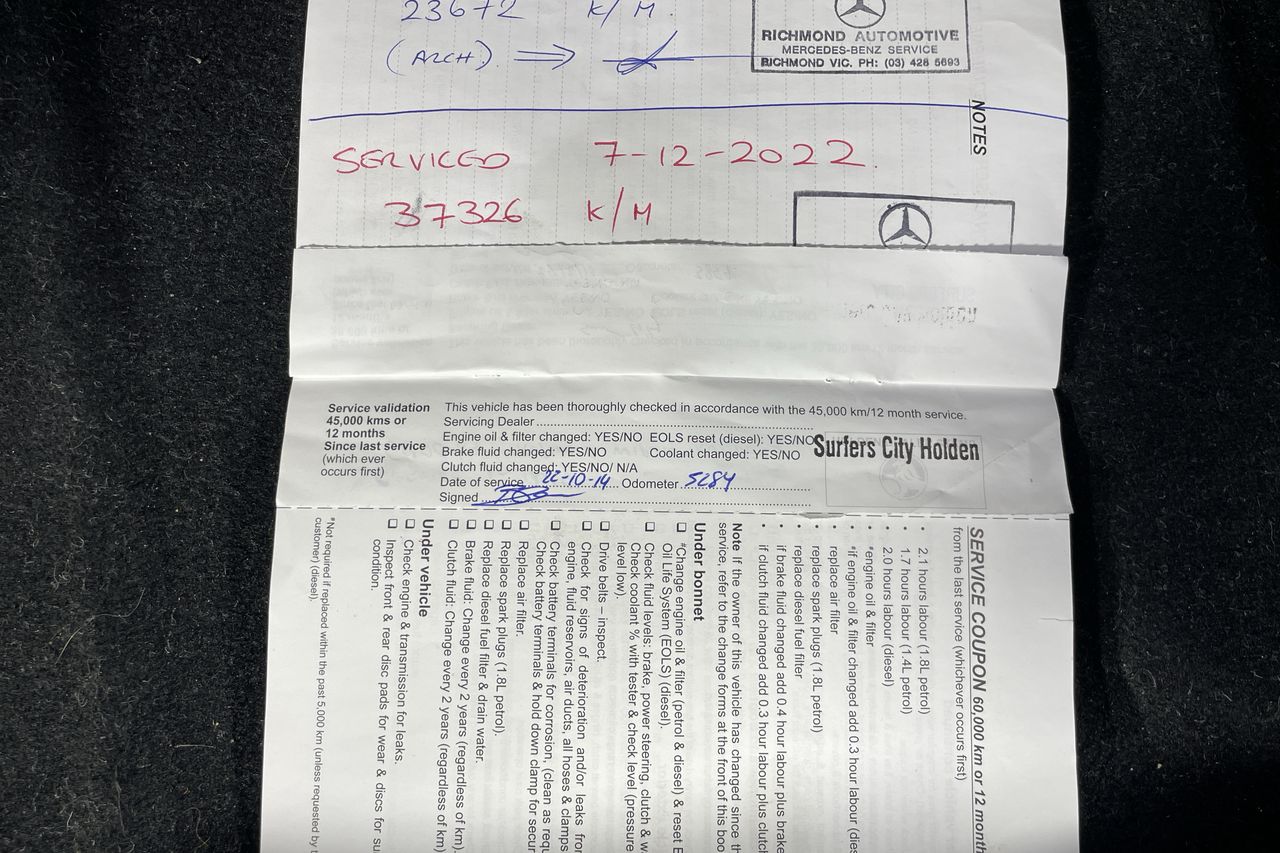 23672 K/M
(ARCH) ⇒
RICHMOND AUTOMOTIVE
MERCEDES-BENZ SERVICE
RICHMOND VIC. PH: (03) 428 5693
NOTES
SERVICED 7-12-2022.
37326 K/M
Service validation
45,000 kms or
12 months
Since last service
(which ever
occurs first)
This vehicle has been thoroughly checked in accordance with the 45,000 km/12 month service.
Servicing Dealer
Engine oil & filter changed: YES/NO EOLS reset (diesel): YES/NO
Brake fluid changed: YES/NO Coolant changed: YES/NO
Clutch fluid changed: YES/NO/ N/A
Date of service 22-10-14 Odometer 5284
Signed
Surfers City Holden
SERVICE COUPON 60,000 km or 12 month
from the last service (whichever occurs first)
• 2.1 hours labour (1.8L petrol)
• 1.7 hours labour (1.4L petrol)
• 2.0 hours labour (diesel)
• *engine oil & filter
• *if engine oil & filter changed add 0.3 hour labour (dies
• replace air filter
• replace spark plugs (1.8L petrol)
• replace diesel fuel filter
• if brake fluid changed add 0.4 hour labour plus brake
• if clutch fluid changed add 0.3 hour labour plus clutc
Note If the owner of this vehicle has changed since th
service, refer to the change forms at the front of this boo
Under bonnet
☐ *Change engine oil & filter (petrol & diesel) & reset E
Oil Life System (EOLS) (diesel).
☐ Check fluid levels: brake, power steering, clutch & w
Check coolant % with tester & check level (pressure
level low).
☐ Drive belts – inspect.
☐ Check for signs of deterioration and/or leaks fro
engine, fluid reservoirs, air ducts, all hoses & clamps
☐ Check battery terminals for corrosion, (clean as requ
Check battery terminals & hold down clamp for secur
☐ Replace air filter.
☐ Replace spark plugs (1.8L petrol).
☐ Replace diesel fuel filter & drain water.
☐ Brake fluid: Change every 2 years (regardless of km).
☐ Clutch fluid: Change every 2 years (regardless of km)
Under vehicle
☐ Check engine & transmission for leaks.
☐ Inspect front & rear disc pads for wear & discs for su
condition.
*Not required if replaced within the past 5,000 km (unless requested by t
customer) (diesel).